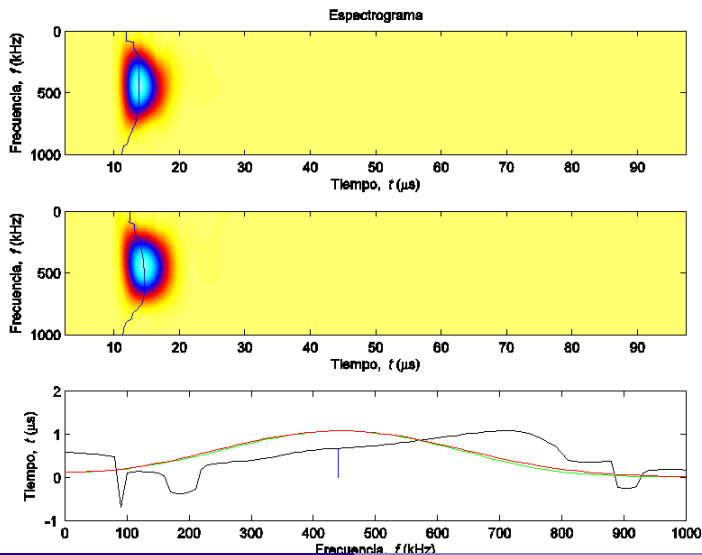 Espectrograma
Frecuencia, f (kHz)
0
500
1000
10 20 30 40 50 60 70 80 90
Tiempo, t (μs)
Frecuencia, f (kHz)
0
500
1000
10 20 30 40 50 60 70 80 90
Tiempo, t (μs)
Tiempo, t (μs)
2
1
0
-1
0 100 200 300 400 500 600 700 800 900 1000
Frecuencia, f (kHz)